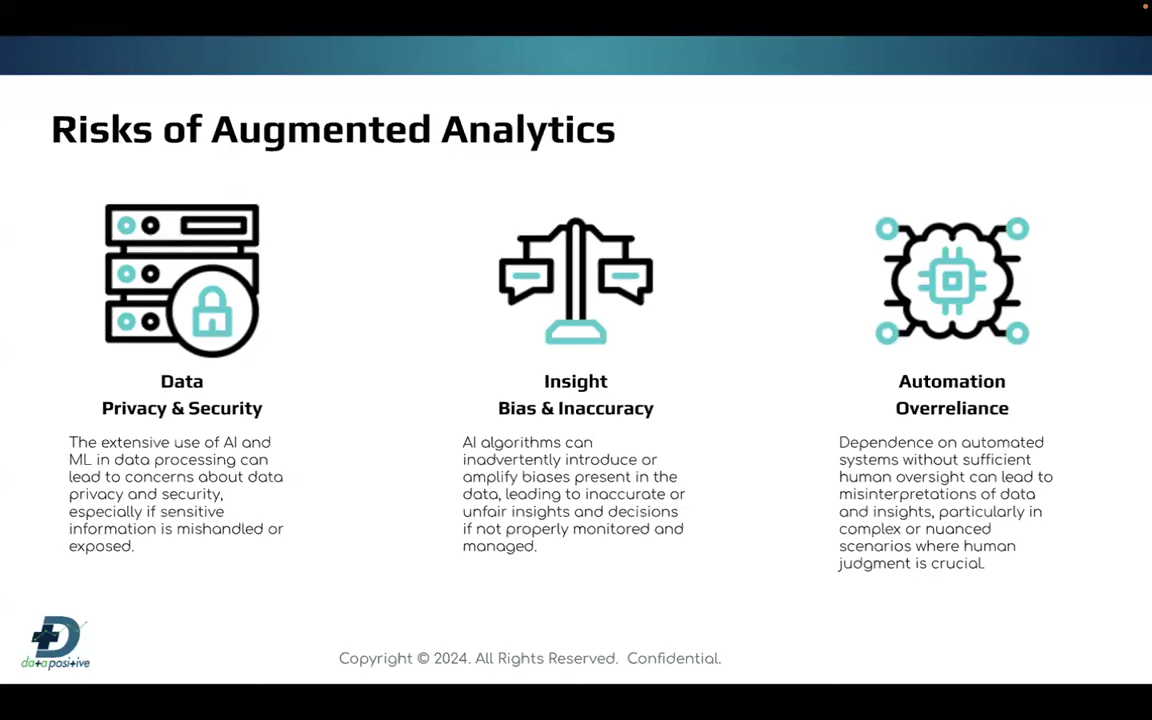 Risks of Augmented Analytics
Data
Privacy & Security
The extensive use of AI and
ML in data processing can
lead to concerns about data
privacy and security,
especially if sensitive
information is mishandled or
exposed.
Insight
Bias & Inaccuracy
AI algorithms can
inadvertently introduce or
amplify biases present in the
data, leading to inaccurate or
unfair insights and decisions
if not properly monitored and
managed.
Automation
Overreliance
Dependence on automated
systems without sufficient
human oversight can lead to
misinterpretations of data
and insights, particularly in
complex or nuanced
scenarios where human
judgment is crucial.
D
data positive
Copyright © 2024. All Rights Reserved. Confidential.